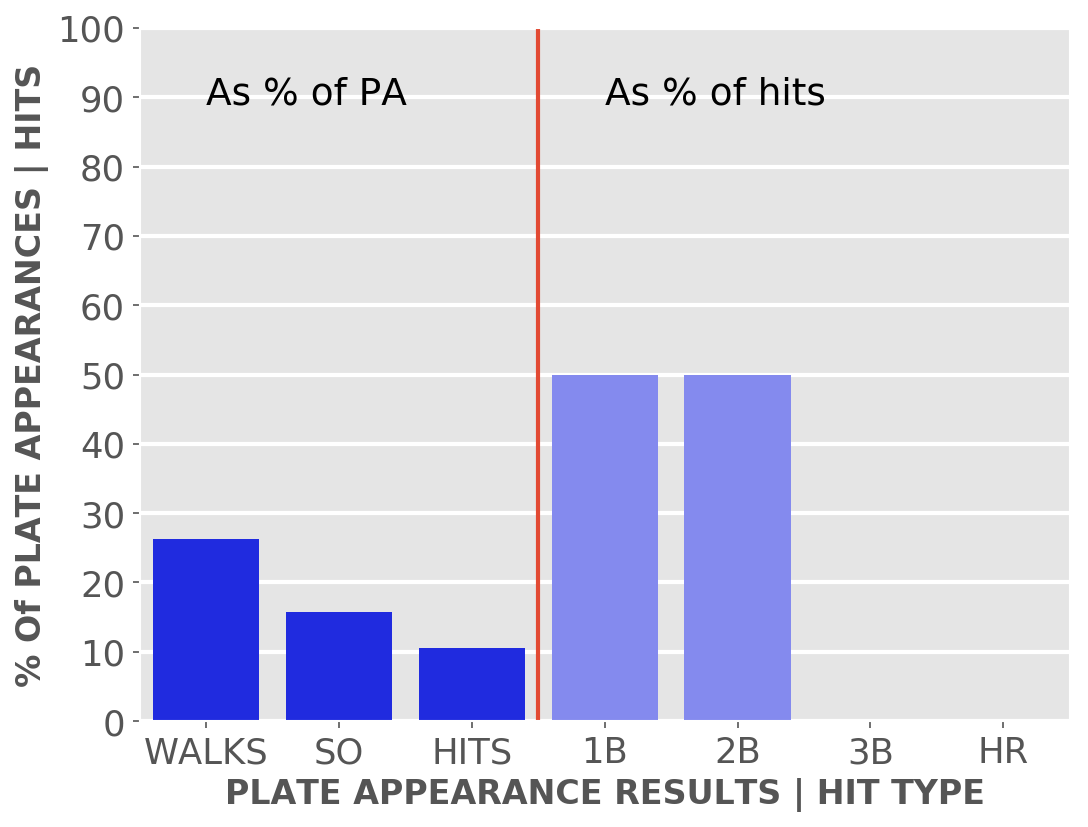 As % of PA
As % of hits
% Of PLATE APPEARANCES | HITS
100
90
80
70
60
50
40
30
20
10
0
WALKS SO HITS 1B 2B 3B HR
PLATE APPEARANCE RESULTS | HIT TYPE